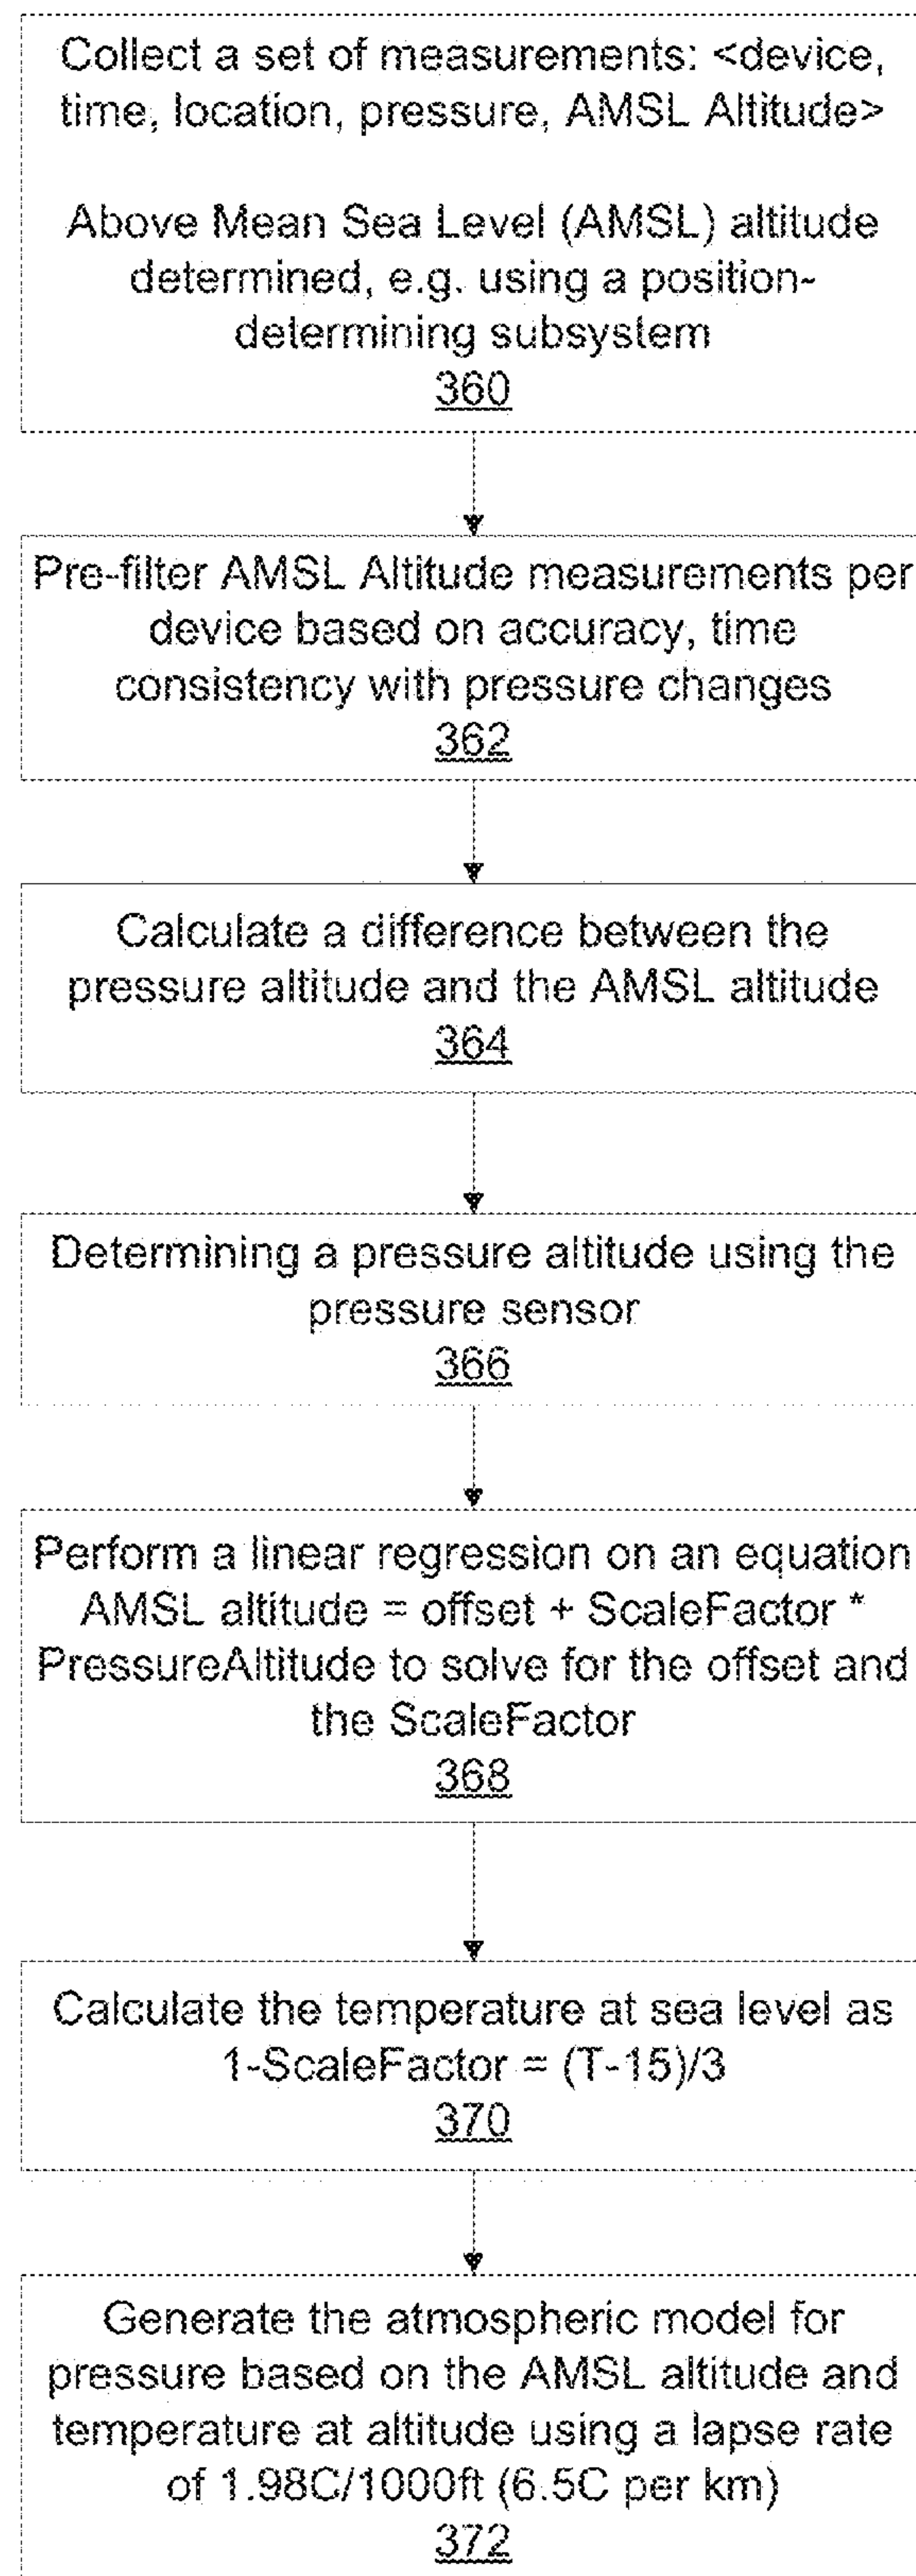 Collect a set of measurements: <device,
time, location, pressure, AMSL Altitude>
Above Mean Sea Level (AMSL) altitude
determined, e.g. using a position-
determining subsystem
360
Pre-filter AMSL Altitude measurements per
device based on accuracy, time
consistency with pressure changes
362
Calculate a difference between the
pressure altitude and the AMSL altitude
364
Determining a pressure altitude using the
pressure sensor
366
Perform a linear regression on an equation
AMSL altitude = offset + ScaleFactor *
PressureAltitude to solve for the offset and
the ScaleFactor
368
Calculate the temperature at sea level as
1-ScaleFactor = (T-15)/3
370
Generate the atmospheric model for
pressure based on the AMSL altitude and
temperature at altitude using a lapse rate
of 1.98C/1000ft (6.5C per km)
372